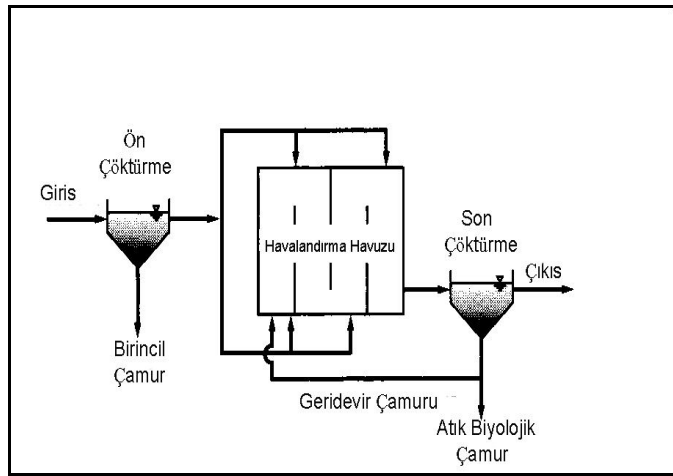 Ön
Çöktürme
Giris
Havalandırma Havuzu
Son
Çöktürme
Çıkıs
Birincil
Çamur
Geridevir Çamuru
Atık Biyolojik
Çamur